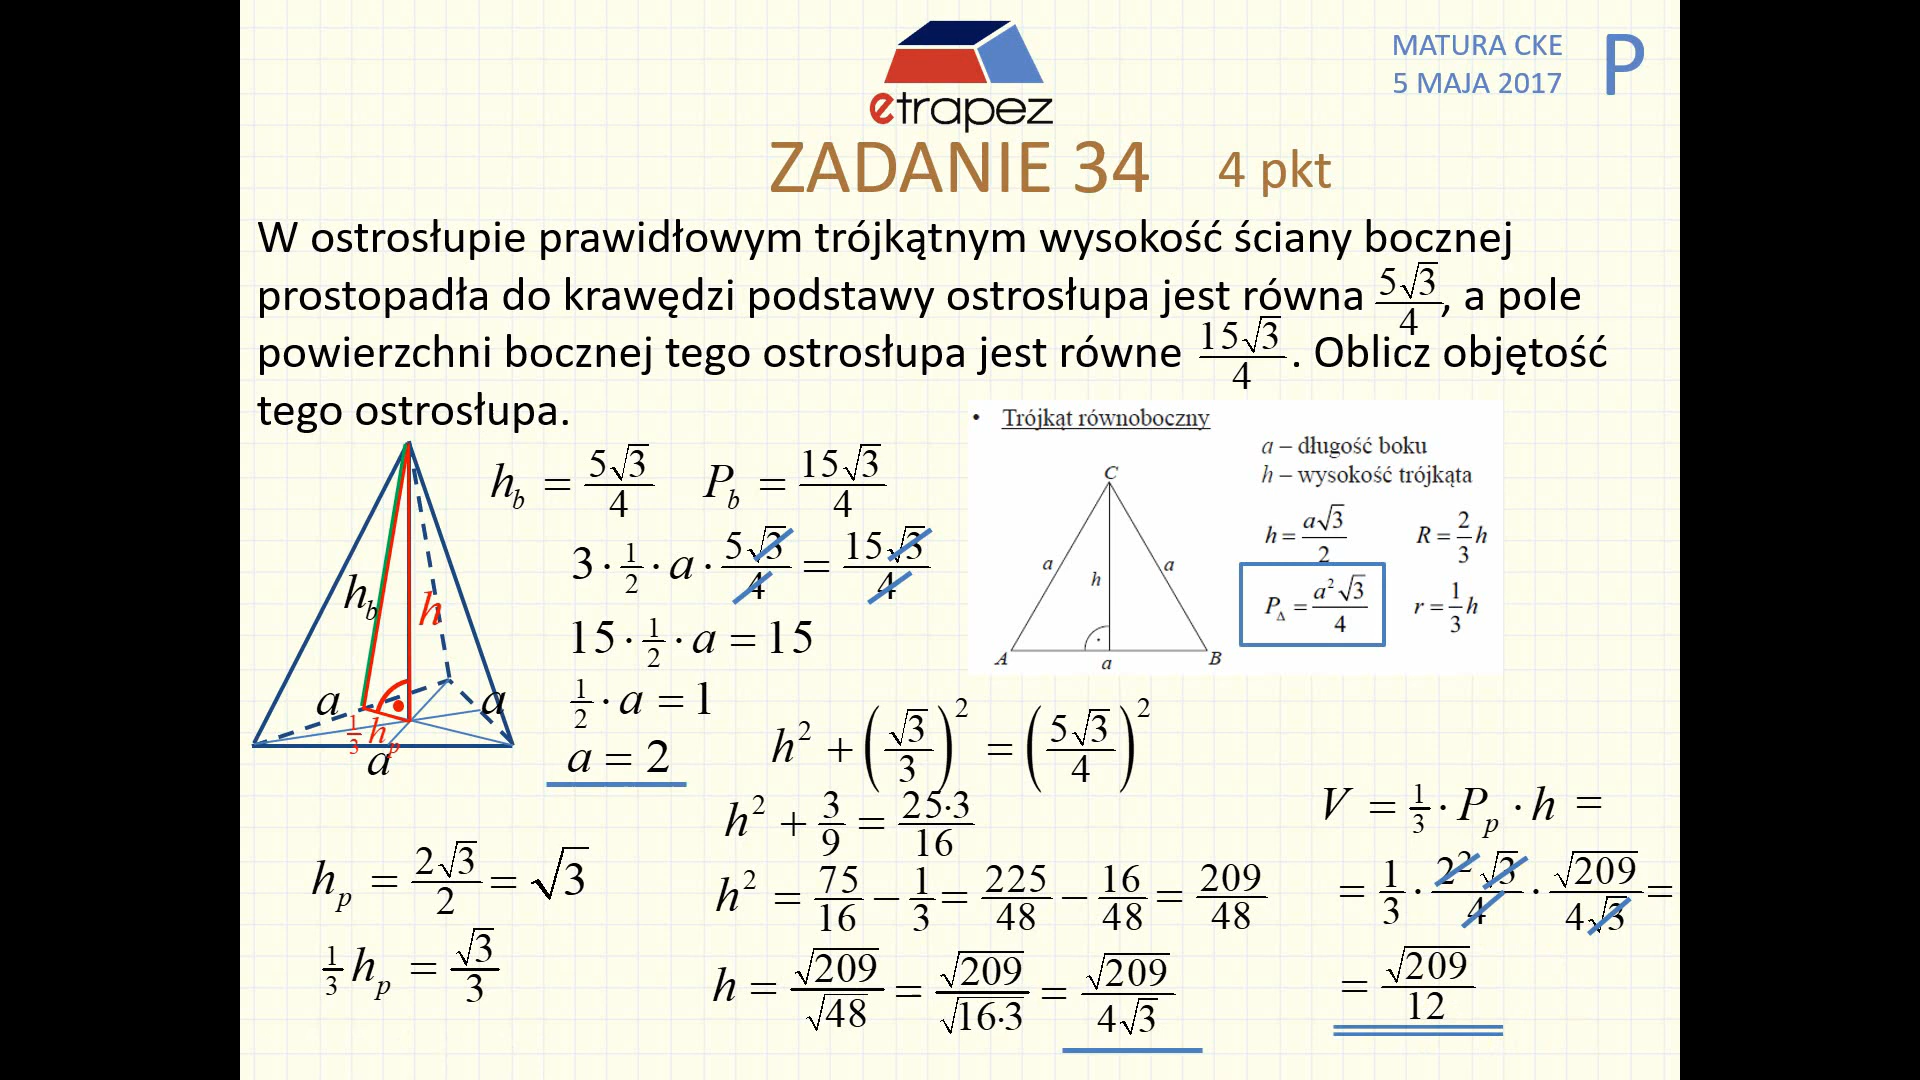 MATURA CKE
5 MAJA 2017
P
etrapez
ZADANIE 34 4 pkt
W ostrosłupie prawidłowym trójkątnym wysokość ściany bocznej
prostopadła do krawędzi podstawy ostrosłupa jest równa 5√3/4, a pole
powierzchni bocznej tego ostrosłupa jest równe 15√3/4. Oblicz objętość
tego ostrosłupa.
• Trójkąt równoboczny
a – długość boku
h – wysokość trójkąta
h = a√3/2 R = 2/3 h
P_Δ = a²√3/4 r = 1/3 h
C
a h a
A a B
h_b h
a a
1/3 h_p
a
h_b = 5√3/4 P_b = 15√3/4
3 · 1/2 · a · 5√3/4 = 15√3/4
15 · 1/2 · a = 15
1/2 · a = 1
a = 2
h_p = 2√3/2 = √3
1/3 h_p = √3/3
h² + (√3/3)² = (5√3/4)²
h² + 3/9 = 25·3/16
h² = 75/16 − 1/3 = 225/48 − 16/48 = 209/48
h = √209/√48 = √209/√16·3 = √209/4√3
V = 1/3 · P_p · h =
= 1/3 · 2²√3/4 · √209/4√3 =
= √209/12